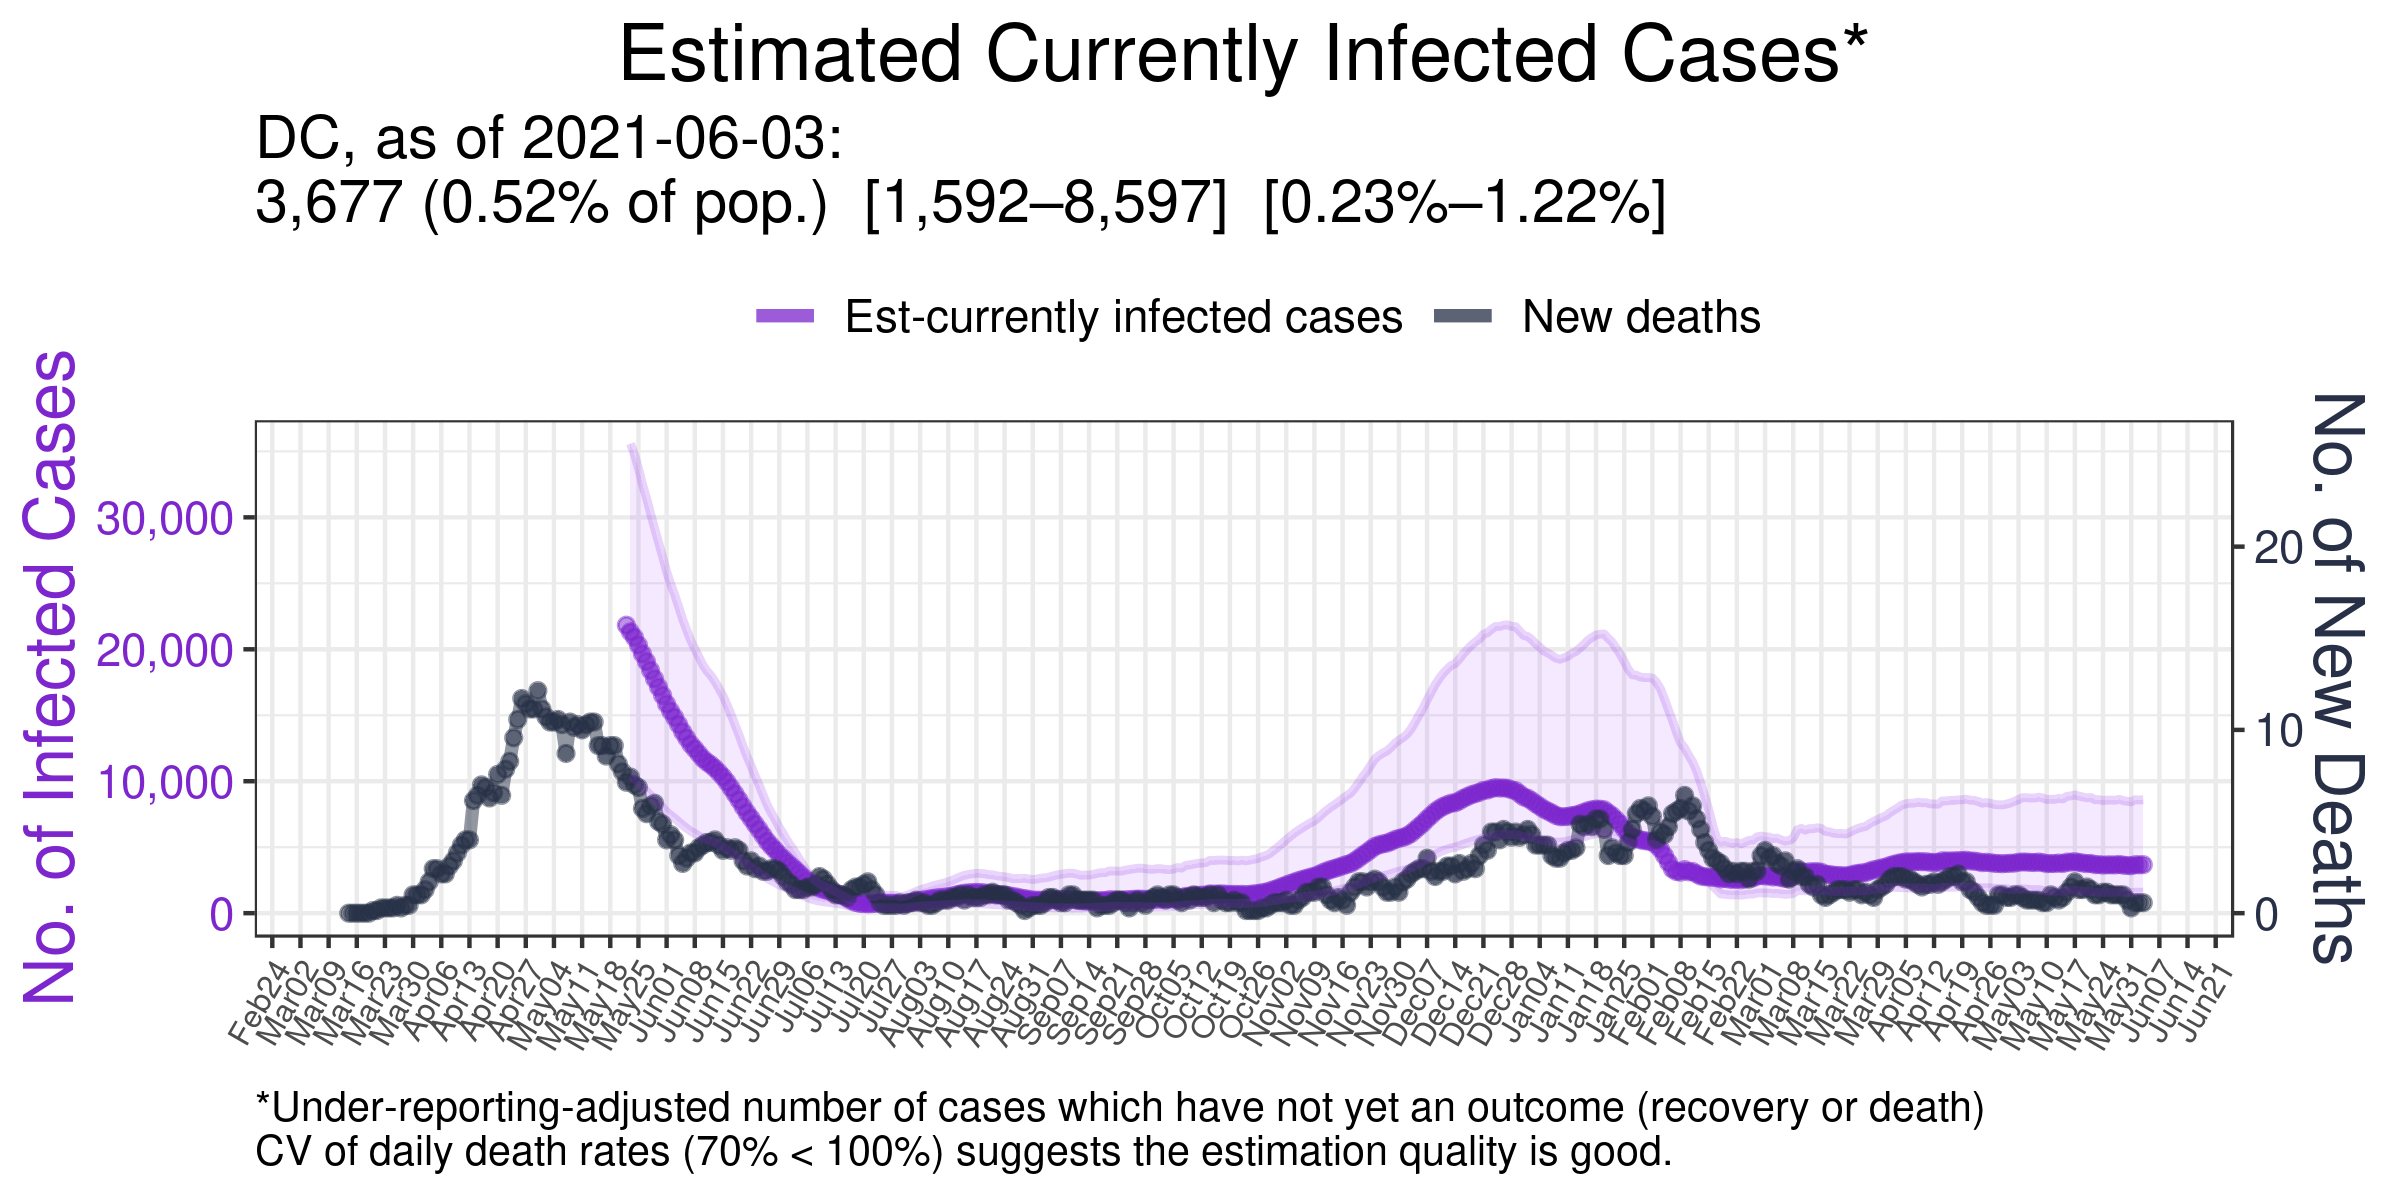 Estimated Currently Infected Cases*
DC, as of 2021-06-03:
3,677 (0.52% of pop.) [1,592–8,597] [0.23%–1.22%]
Est-currently infected cases New deaths
No. of Infected Cases
30,000
20,000
10,000
0
20
10
0
No. of New Deaths
Feb24 Mar02 Mar09 Mar16 Mar23 Mar30 Apr06 Apr13 Apr20 Apr27 May04 May11 May18 May25 Jun01 Jun08 Jun15 Jun22 Jun29 Jul06 Jul13 Jul20 Jul27 Aug03 Aug10 Aug17 Aug24 Aug31 Sep07 Sep14 Sep21 Sep28 Oct05 Oct12 Oct19 Oct26 Nov02 Nov09 Nov16 Nov23 Nov30 Dec07 Dec14 Dec21 Dec28 Jan04 Jan11 Jan18 Jan25 Feb01 Feb08 Feb15 Feb22 Mar01 Mar08 Mar15 Mar22 Mar29 Apr05 Apr12 Apr19 Apr26 May03 May10 May17 May24 May31 Jun07 Jun14 Jun21
*Under-reporting-adjusted number of cases which have not yet an outcome (recovery or death)
CV of daily death rates (70% < 100%) suggests the estimation quality is good.